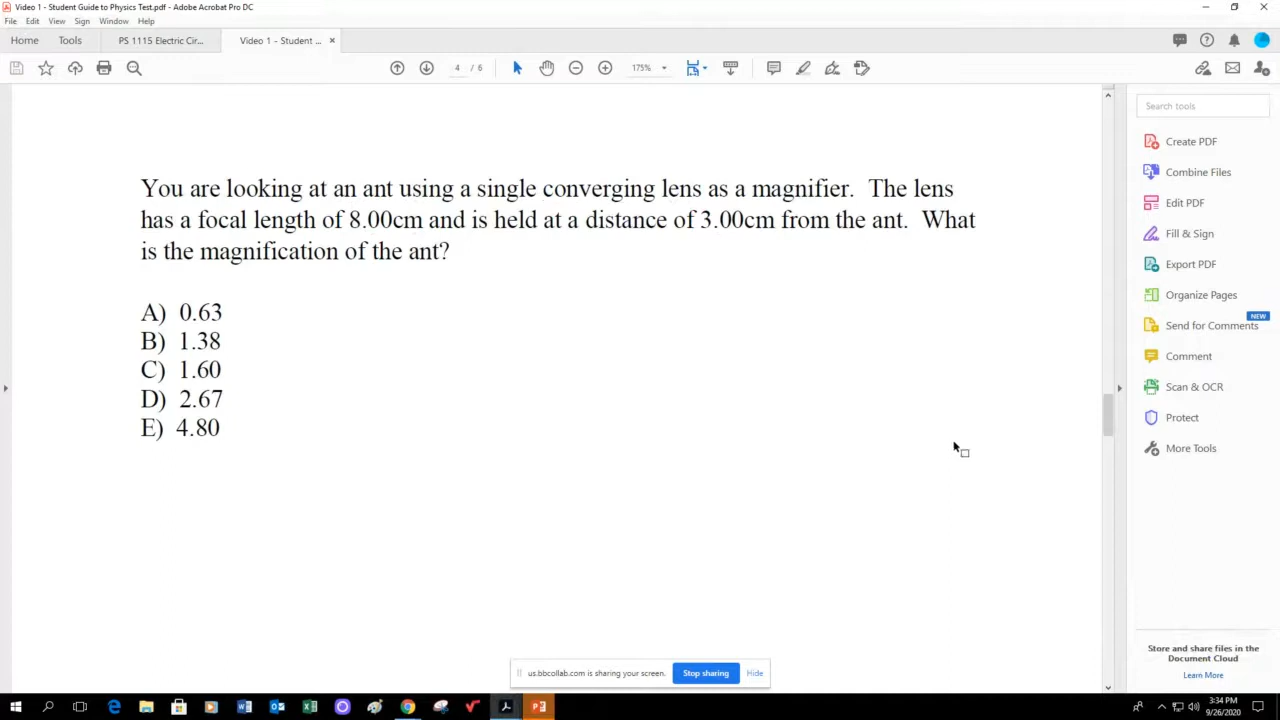 Video 1 - Student Guide to Physics Test.pdf - Adobe Acrobat Pro DC
File Edit View Sign Window Help
Home Tools PS 1115 Electric Cir... Video 1 - Student ... ×
4 / 6 175%
Search tools
Create PDF
Combine Files
Edit PDF
Fill & Sign
Export PDF
Organize Pages
NEW
Send for Comments
Comment
Scan & OCR
Protect
More Tools
Store and share files in the
Document Cloud
Learn More
You are looking at an ant using a single converging lens as a magnifier. The lens
has a focal length of 8.00cm and is held at a distance of 3.00cm from the ant. What
is the magnification of the ant?
A) 0.63
B) 1.38
C) 1.60
D) 2.67
E) 4.80
us.bbcollab.com is sharing your screen. Stop sharing Hide
3:34 PM
9/26/2020